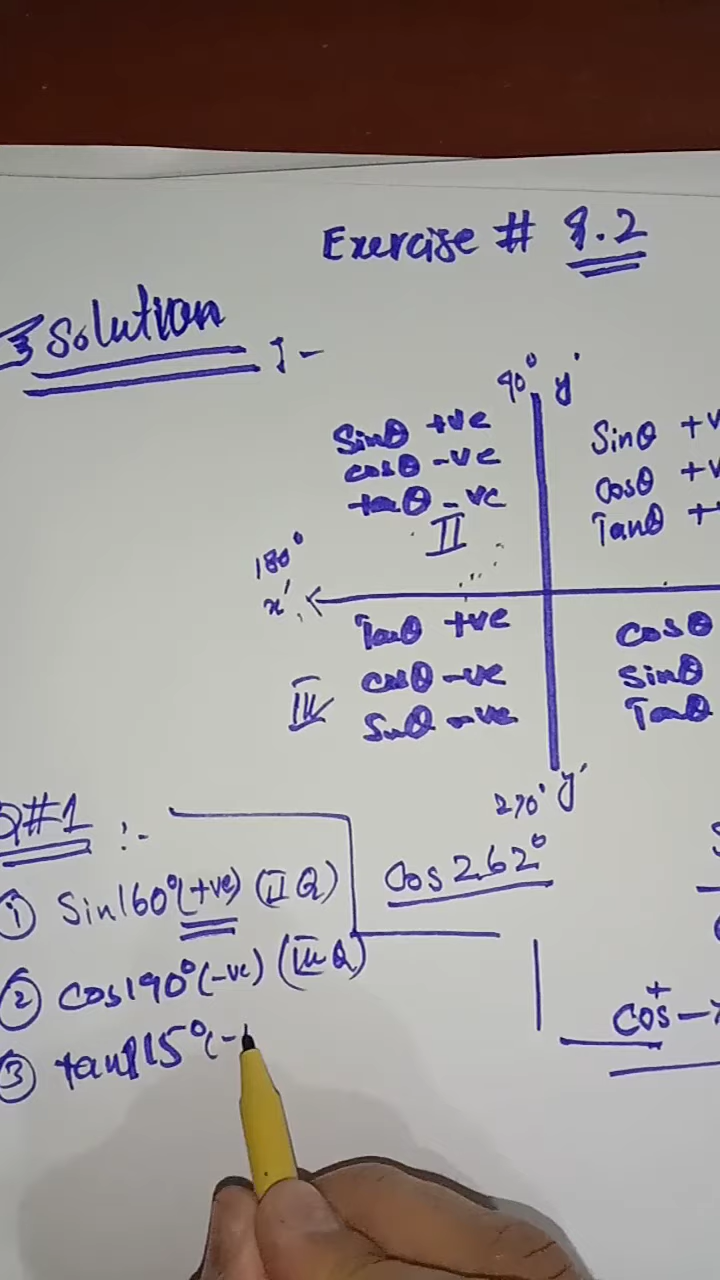 Exercise # 9.2
Solution :-
90° y
Sinθ +ve
cosθ -ve
tanθ -ve
II
Sinθ +v
Cosθ +v
Tanθ +
180°
x'
Tanθ +ve
cosθ -ve
Sinθ -ve
III
cosθ
sinθ
Tanθ
270° y'
Q#1 :-
① Sin160°(+ve) (II Q)
② cos190°(-ve) (III Q)
③ tan115°(-
Cos262°
cos + →